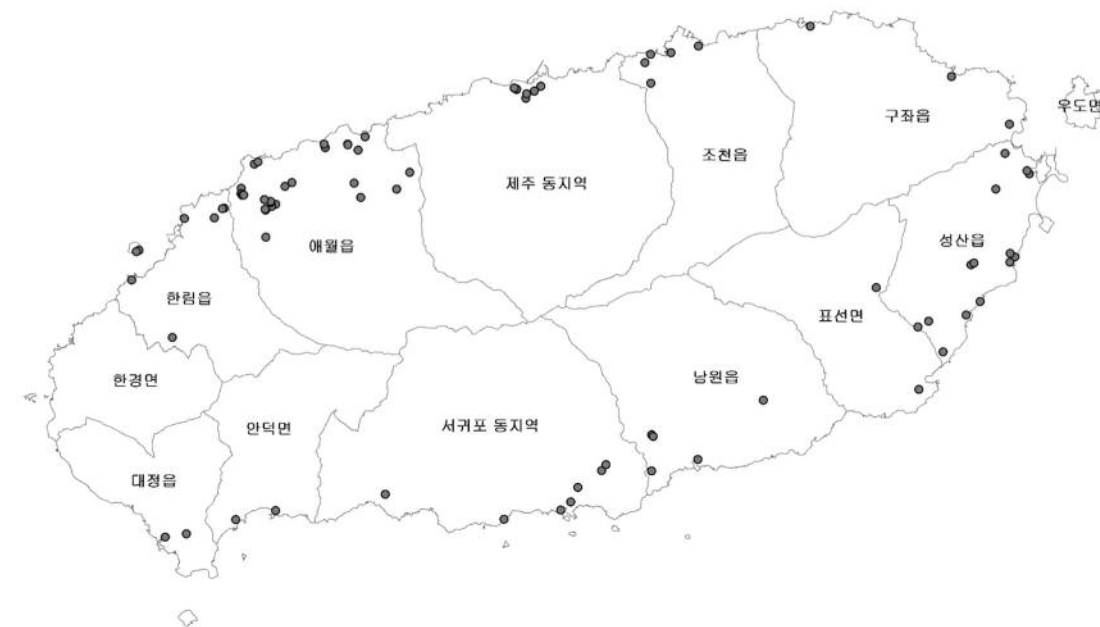 우도면
구좌읍
조천읍
제주 동지역
성산읍
애월읍
한림읍
표선면
남원읍
한경면
서귀포 동지역
안덕면
대정읍